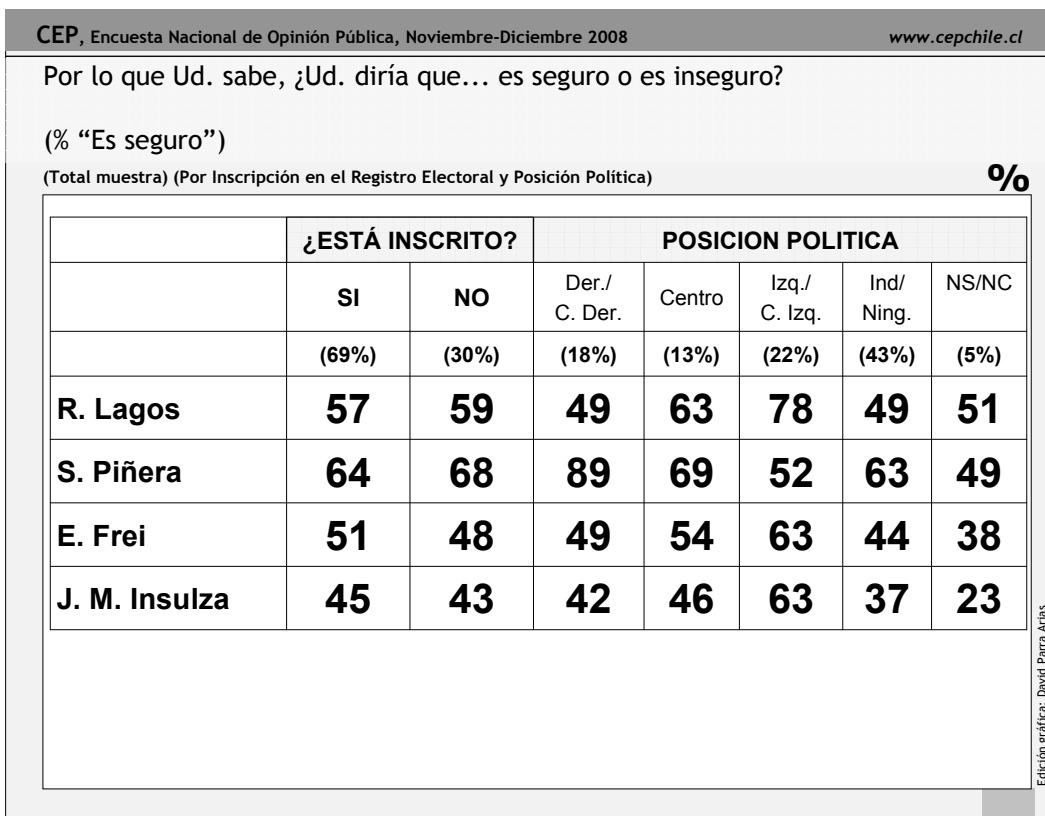 CEP, Encuesta Nacional de Opinión Pública, Noviembre-Diciembre 2008 www.cepchile.cl
Por lo que Ud. sabe, ¿Ud. diría que... es seguro o es inseguro?
(% “Es seguro”)
(Total muestra) (Por Inscripción en el Registro Electoral y Posición Política) %
¿ESTÁ INSCRITO? POSICION POLITICA
SI NO Der./ C. Der. Centro Izq./ C. Izq. Ind/ Ning. NS/NC
(69%) (30%) (18%) (13%) (22%) (43%) (5%)
R. Lagos 57 59 49 63 78 49 51
S. Piñera 64 68 89 69 52 63 49
E. Frei 51 48 49 54 63 44 38
J. M. Insulza 45 43 42 46 63 37 23
Edición gráfica: David Parra Arias